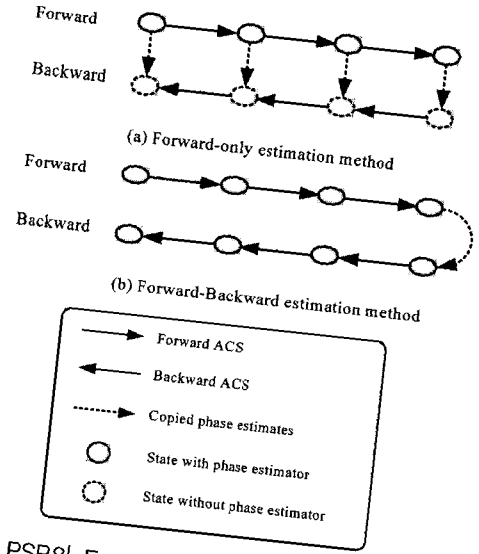 Forward
Backward
(a) Forward-only estimation method
Forward
Backward
(b) Forward-Backward estimation method
Forward ACS
Backward ACS
Copied phase estimates
State with phase estimator
State without phase estimator